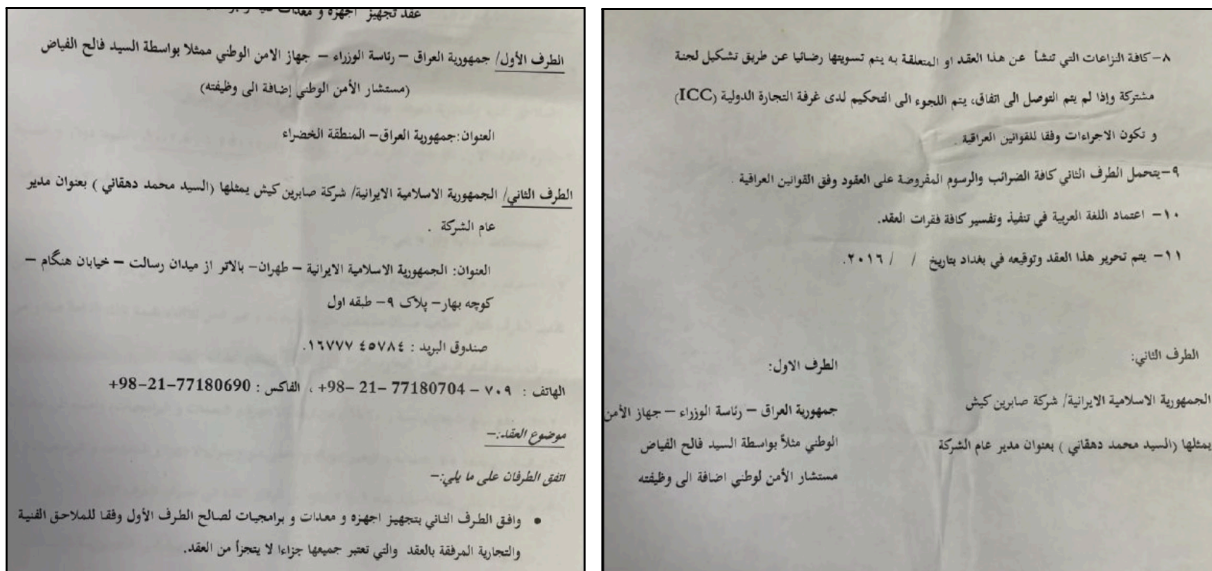 عقد تجهيز اجهزة و معدات
الطرف الأول/ جمهورية العراق – رئاسة الوزراء – جهاز الامن الوطني ممثلا بواسطة السيد فالح الفياض
(مستشار الأمن الوطني إضافة الى وظيفته)
العنوان:جمهورية العراق– المنطقة الخضراء
الطرف الثاني/ الجمهورية الاسلامية الايرانية/ شركة صابرين كيش يمثلها (السيد محمد دهقاني ) بعنوان مدير
عام الشركة .
العنوان: الجمهورية الاسلامية الايرانية – طهران– بالاتر از ميدان رسالت – خيابان هنگام –
كوچه بهار– پلاک ٩– طبقه اول
صندوق البريد : ٤٥٧٨٤ ١٦٧٧٧.
الهاتف : ٧٠٩ – 77180704 -21 -98+ ، الفاكس : 77180690-21-98+
موضوع العقد:–
اتفق الطرفان على ما يلي:–
• وافق الطرف الثاني بتجهيز اجهزة و معدات و برامجيات لصالح الطرف الأول وفقا للملاحق الفنية
والتجارية المرفقة بالعقد والتي تعتبر جميعها جزاءا لا يتجزأ من العقد.
٨–كافة النزاعات التي تنشأ عن هذا العقد او المتعلقة به يتم تسويتها رضائيا عن طريق تشكيل لجنة
مشتركة وإذا لم يتم التوصل الى اتفاق، يتم اللجوء الى التحكيم لدى غرفة التجارة الدولية (ICC)
و تكون الاجراءات وفقا للقوانين العراقية .
٩–يتحمل الطرف الثاني كافة الضرائب والرسوم المفروضة على العقود وفق القوانين العراقية .
١٠– اعتماد اللغة العربية في تنفيذ وتفسير كافة فقرات العقد.
١١– يتم تحرير هذا العقد وتوقيعه في بغداد بتاريخ / / ٢٠١٦.
الطرف الثاني:
الجمهورية الاسلامية الايرانية/ شركة صابرين كيش
يمثلها (السيد محمد دهقاني ) بعنوان مدير عام الشركة
الطرف الاول:
جمهورية العراق – رئاسة الوزراء – جهاز الأمن
الوطني مثلاً بواسطة السيد فالح الفياض
مستشار الأمن لوطني اضافة الى وظيفته